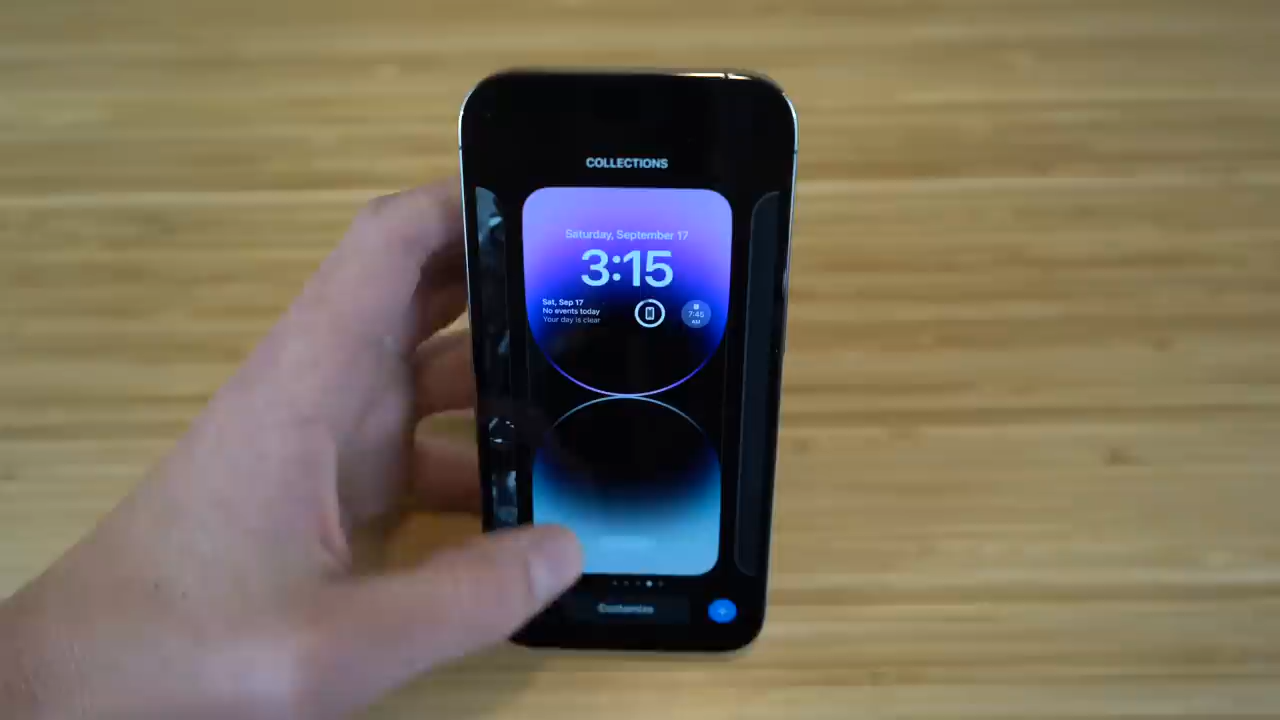 COLLECTIONS
Saturday, September 17
3:15
Sat, Sep 17
No events today
Your day is clear
7:45
AM
Customize